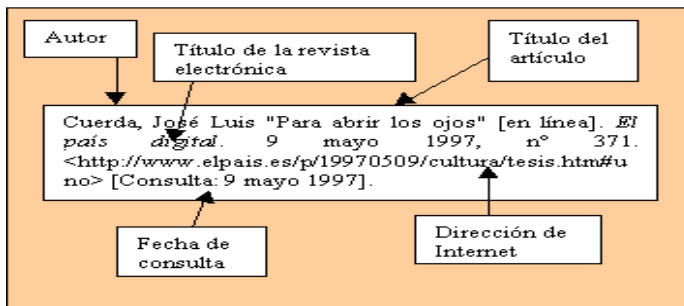 Autor
Título de la revista
electrónica
Título del
artículo
Cuerda, José Luis "Para abrir los ojos" [en línea]. El
país digital. 9 mayo 1997, nº 371.
<http://www.elpais.es/p/19970509/cultura/tesis.htm#u
no> [Consulta: 9 mayo 1997].
Fecha de
consulta
Dirección de
Internet